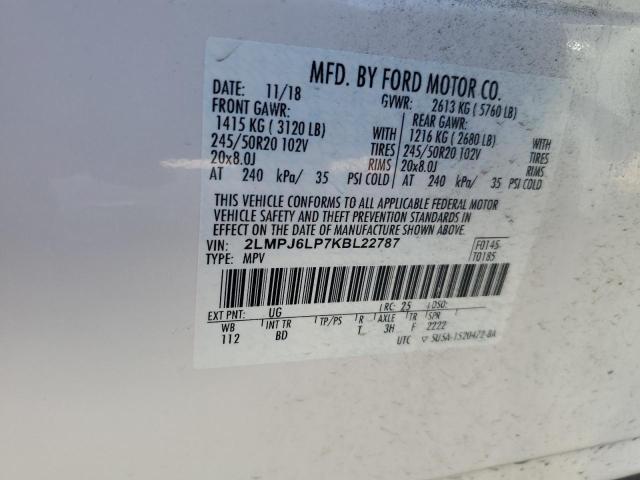 MFD. BY FORD MOTOR CO.
DATE: 11/18 GVWR: 2613 KG ( 5760 LB)
FRONT GAWR: REAR GAWR:
1415 KG ( 3120 LB) WITH 1216 KG ( 2680 LB) WITH
245/50R20 102V TIRES 245/50R20 102V TIRES
20x8.0J RIMS 20x8.0J RIMS
AT 240 kPa/ 35 PSI COLD AT 240 kPa/ 35 PSI COLD
THIS VEHICLE CONFORMS TO ALL APPLICABLE FEDERAL MOTOR
VEHICLE SAFETY AND THEFT PREVENTION STANDARDS IN
EFFECT ON THE DATE OF MANUFACTURE SHOWN ABOVE.
VIN: 2LMPJ6LP7KBL22787 F0145
TYPE: MPV T0185
EXT PNT: UG RC: 25 DSO:
WB INT TR TP/PS R AXLE TR SPR
112 BD T 3H F 2222
UTC